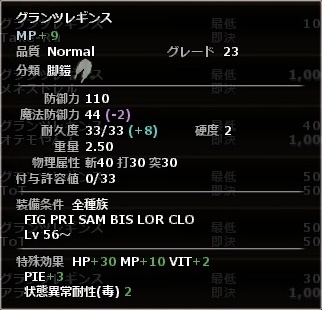 グランツレギンス
MP+9
品質 Normal グレード 23
分類 脚鎧
防御力 110
魔法防御力 44 (-2)
耐久度 33/33 (+8) 硬度 2
重量 2.50
物理属性 斬40 打30 突30
付与許容値 0/33
装備条件 全種族
FIG PRI SAM BIS LOR CLO
Lv 56~
特殊効果 HP+30 MP+10 VIT+2
PIE+3
状態異常耐性(毒) 2